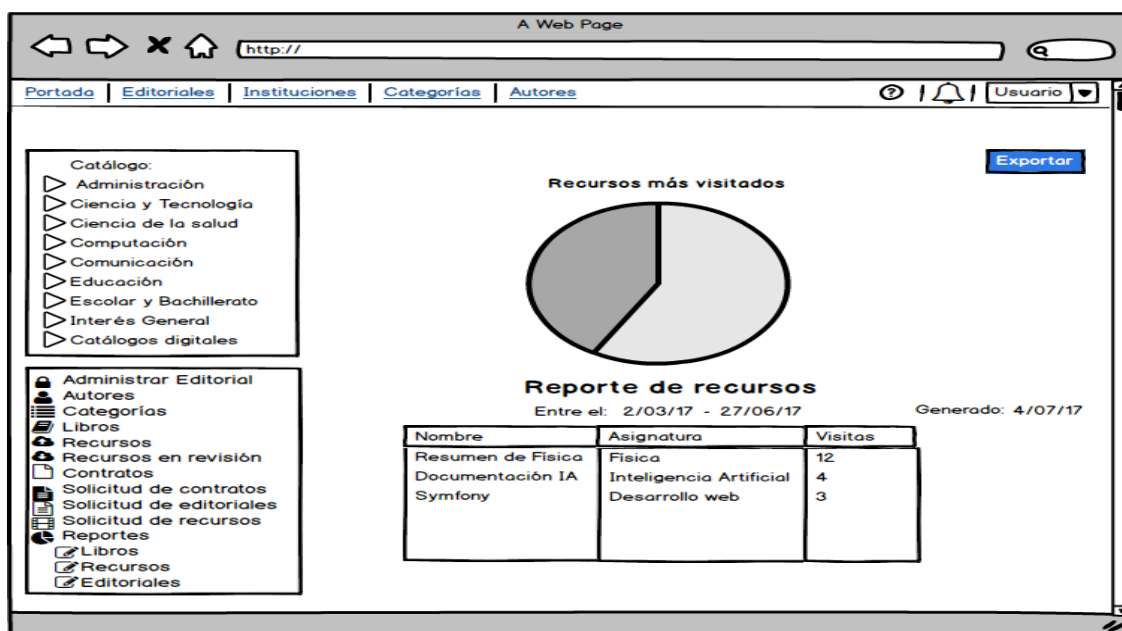 A Web Page
http://
Portada Editoriales Instituciones Categorías Autores ? Usuario
Exportar
Catálogo:
Administración
Ciencia y Tecnología
Ciencia de la salud
Computación
Comunicación
Educación
Escolar y Bachillerato
Interés General
Catálogos digitales
Administrar Editorial
Autores
Categorías
Libros
Recursos
Recursos en revisión
Contratos
Solicitud de contratos
Solicitud de editoriales
Solicitud de recursos
Reportes
Libros
Recursos
Editoriales
Recursos más visitados
Reporte de recursos
Entre el: 2/03/17 - 27/06/17 Generado: 4/07/17
Nombre Asignatura Visitas
Resumen de Física Física 12
Documentación IA Inteligencia Artificial 4
Symfony Desarrollo web 3